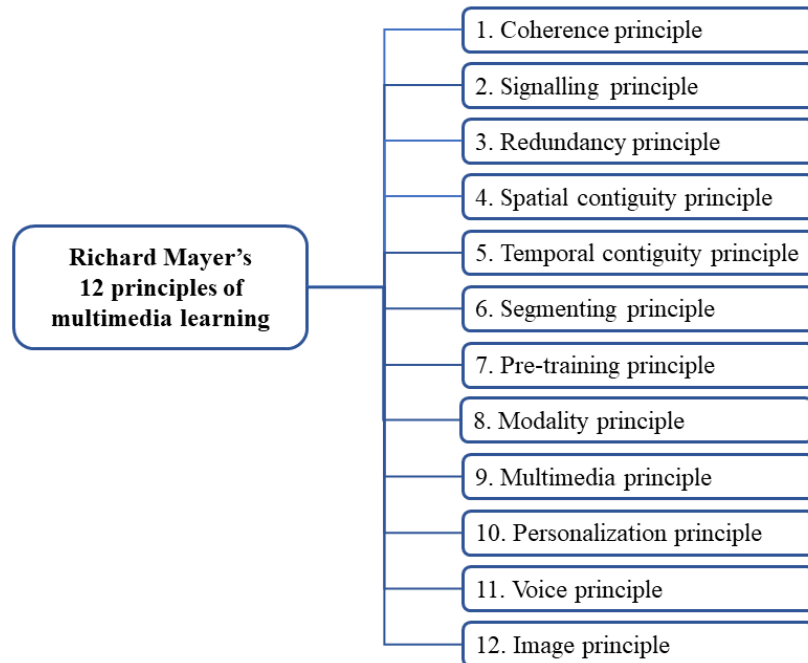 Richard Mayer’s
12 principles of
multimedia learning
1. Coherence principle
2. Signalling principle
3. Redundancy principle
4. Spatial contiguity principle
5. Temporal contiguity principle
6. Segmenting principle
7. Pre-training principle
8. Modality principle
9. Multimedia principle
10. Personalization principle
11. Voice principle
12. Image principle